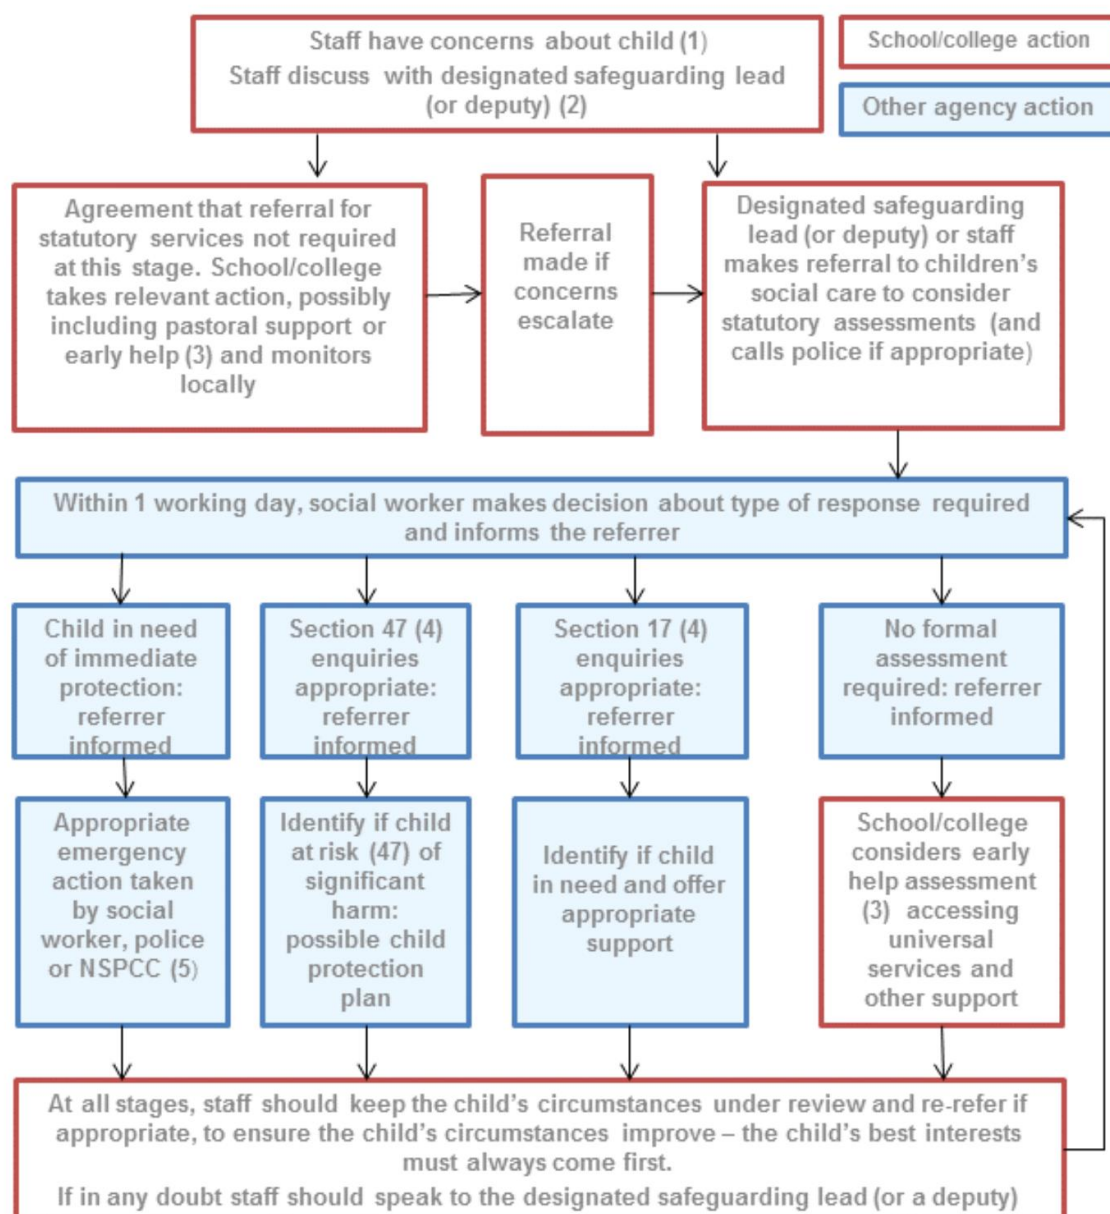 Staff have concerns about child (1)
Staff discuss with designated safeguarding lead
(or deputy) (2)
School/college action
Other agency action
Agreement that referral for
statutory services not required
at this stage. School/college
takes relevant action, possibly
including pastoral support or
early help (3) and monitors
locally
Referral
made if
concerns
escalate
Designated safeguarding
lead (or deputy) or staff
makes referral to children's
social care to consider
statutory assessments (and
calls police if appropriate)
Within 1 working day, social worker makes decision about type of response required
and informs the referrer
Child in need
of immediate
protection:
referrer
informed
Section 47 (4)
enquiries
appropriate:
referrer
informed
Section 17 (4)
enquiries
appropriate:
referrer
informed
No formal
assessment
required: referrer
informed
Appropriate
emergency
action taken
by social
worker, police
or NSPCC (5)
Identify if child
at risk (47) of
significant
harm:
possible child
protection
plan
Identify if child
in need and offer
appropriate
support
School/college
considers early
help assessment
(3) accessing
universal
services and
other support
At all stages, staff should keep the child's circumstances under review and re-refer if
appropriate, to ensure the child's circumstances improve – the child's best interests
must always come first.
If in any doubt staff should speak to the designated safeguarding lead (or a deputy)